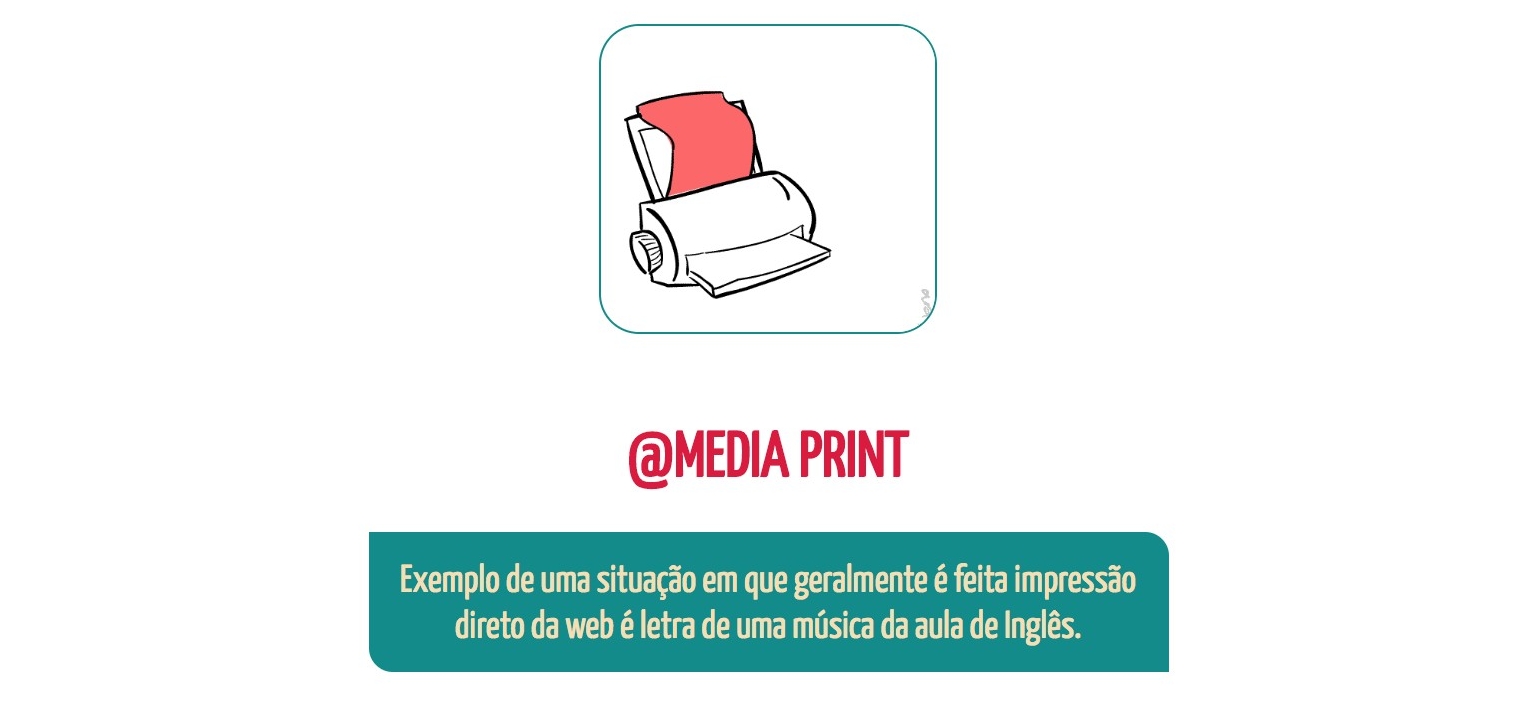 @MEDIA PRINT
Exemplo de uma situação em que geralmente é feita impressão
direto da web é letra de uma música da aula de Inglês.